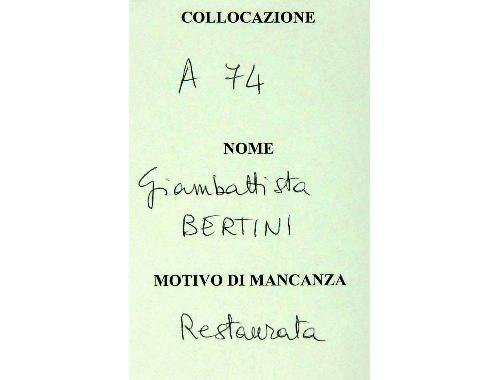 COLLOCAZIONE
A 74
NOME
Giambattista
BERTINI
MOTIVO DI MANCANZA
Restaurata